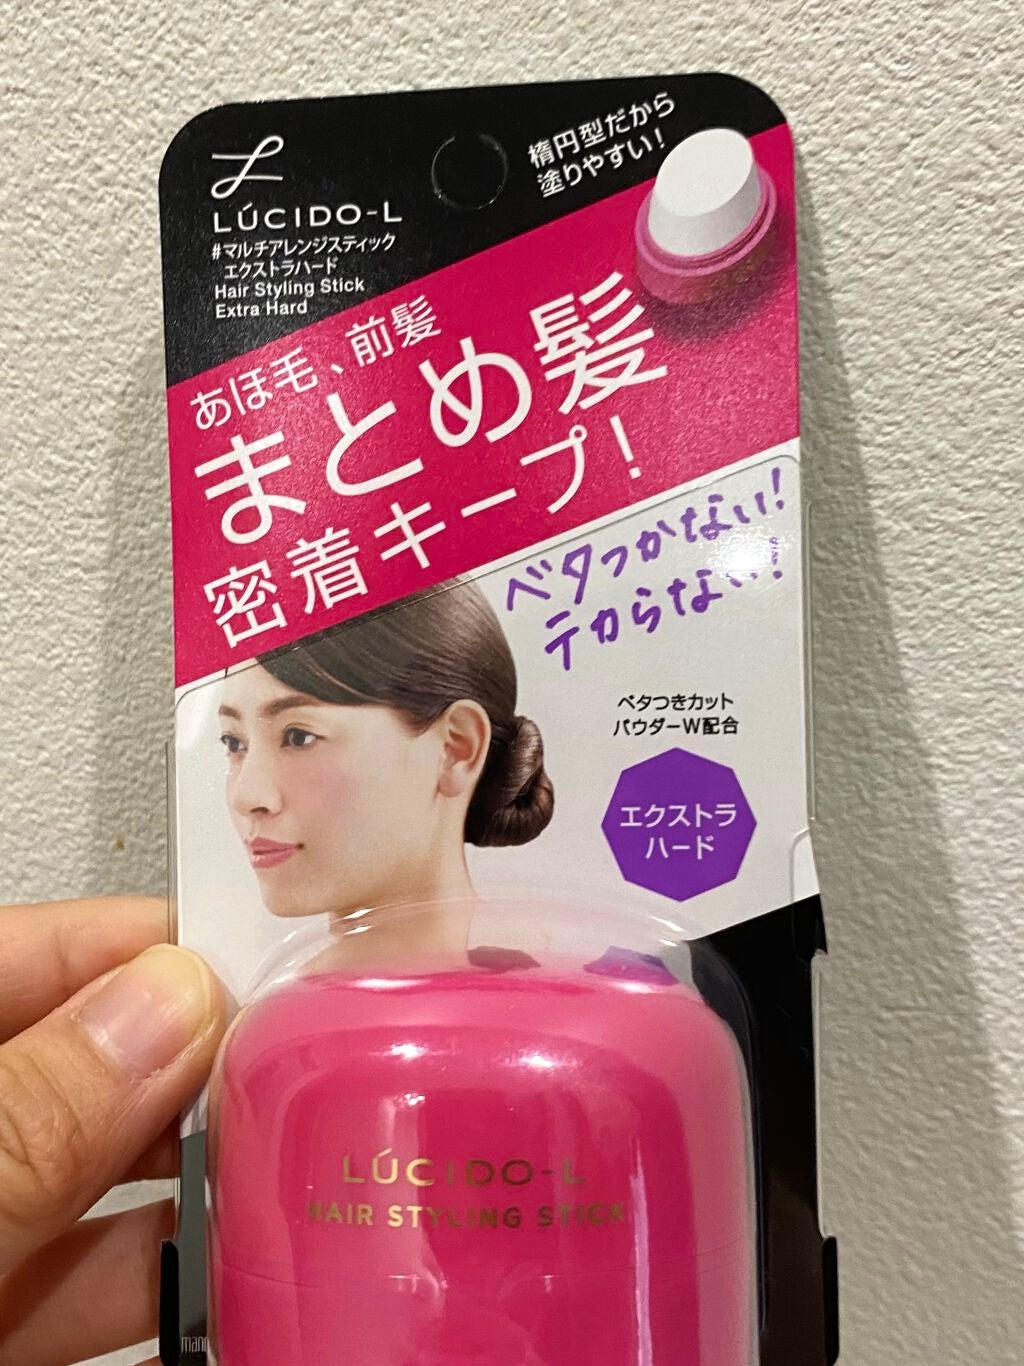 LÚCIDO-L
#マルチアレンジスティック
エクストラハード
Hair Styling Stick
Extra Hard
楕円型だから
塗りやすい!
あほ毛、前髪
まとめ髪
密着キープ!
ベタつかない!
テカらない!
ベタつきカット
パウダーW配合
エクストラ
ハード
LÚCIDO-L
HAIR STYLING STICK